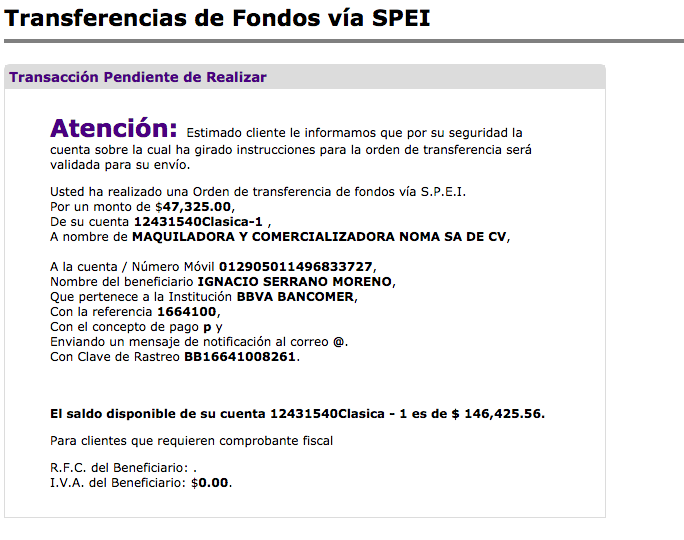 Transferencias de Fondos vía SPEI
Transacción Pendiente de Realizar
Atención: Estimado cliente le informamos que por su seguridad la
cuenta sobre la cual ha girado instrucciones para la orden de transferencia será
validada para su envío.
Usted ha realizado una Orden de transferencia de fondos vía S.P.E.I.
Por un monto de $47,325.00,
De su cuenta 12431540Clasica-1 ,
A nombre de MAQUILADORA Y COMERCIALIZADORA NOMA SA DE CV,
A la cuenta / Número Móvil 012905011496833727,
Nombre del beneficiario IGNACIO SERRANO MORENO,
Que pertenece a la Institución BBVA BANCOMER,
Con la referencia 1664100,
Con el concepto de pago p y
Enviando un mensaje de notificación al correo @.
Con Clave de Rastreo BB16641008261.
El saldo disponible de su cuenta 12431540Clasica - 1 es de $ 146,425.56.
Para clientes que requieren comprobante fiscal
R.F.C. del Beneficiario: .
I.V.A. del Beneficiario: $0.00.